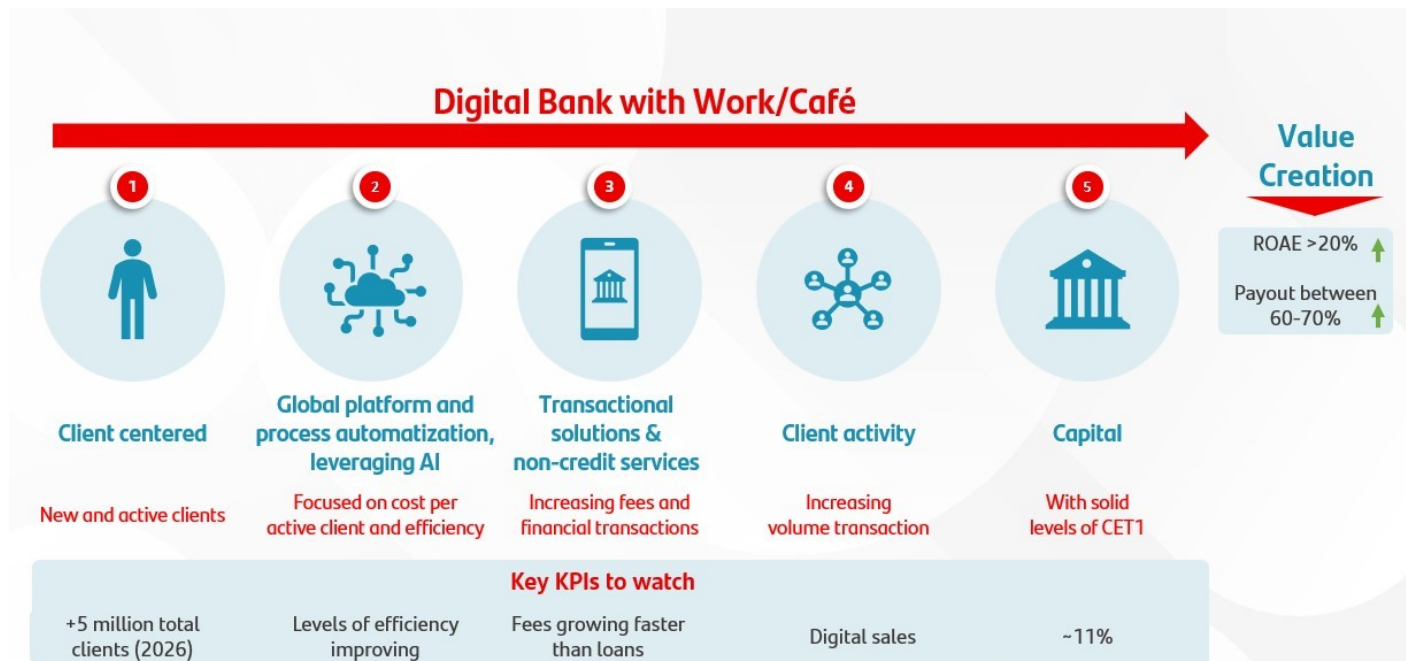 Digital Bank with Work/Café
Value
Creation
ROAE >20%
Payout between
60-70%
1
2
3
4
5
Client centered
Global platform and
process automatization,
leveraging AI
Transactional
solutions &
non-credit services
Client activity
Capital
New and active clients
Focused on cost per
active client and efficiency
Increasing fees and
financial transactions
Increasing
volume transaction
With solid
levels of CET1
Key KPIs to watch
+5 million total
clients (2026)
Levels of efficiency
improving
Fees growing faster
than loans
Digital sales
~11%